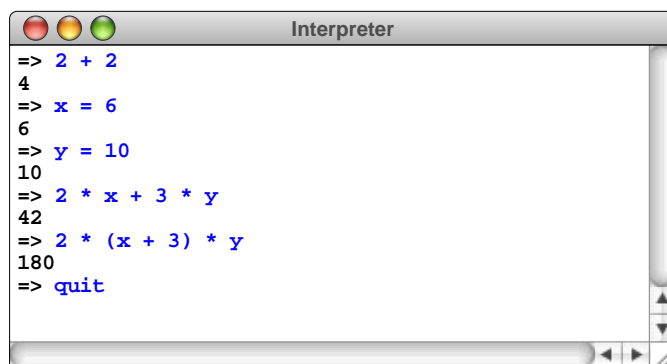 Interpreter
=> 2 + 2
4
=> x = 6
6
=> y = 10
10
=> 2 * x + 3 * y
42
=> 2 * (x + 3) * y
180
=> quit